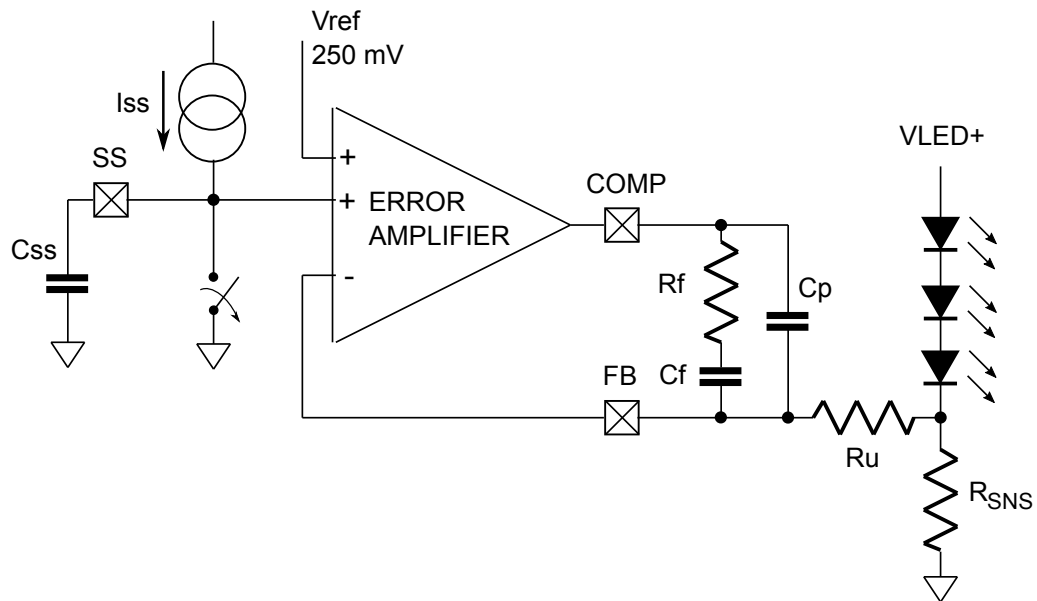 Vref
250 mV
Iss
SS
VLED+
+
+
ERROR
AMPLIFIER
COMP
Css
-
Rf
Cp
FB
Cf
Ru
RSNS